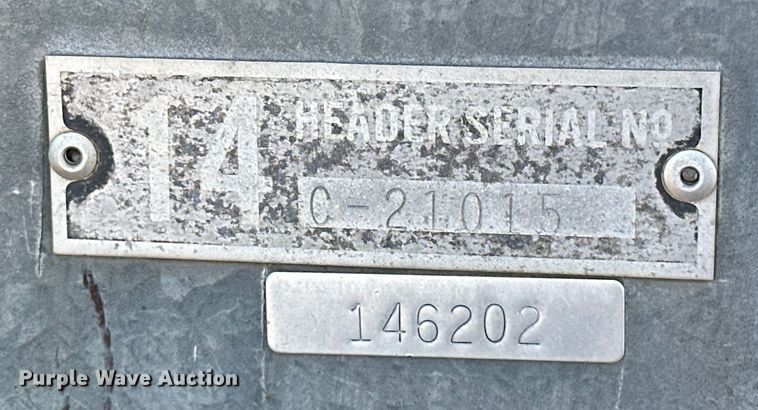 14 HEADER SERIAL NO
C-21015
146202
Purple Wave Auction